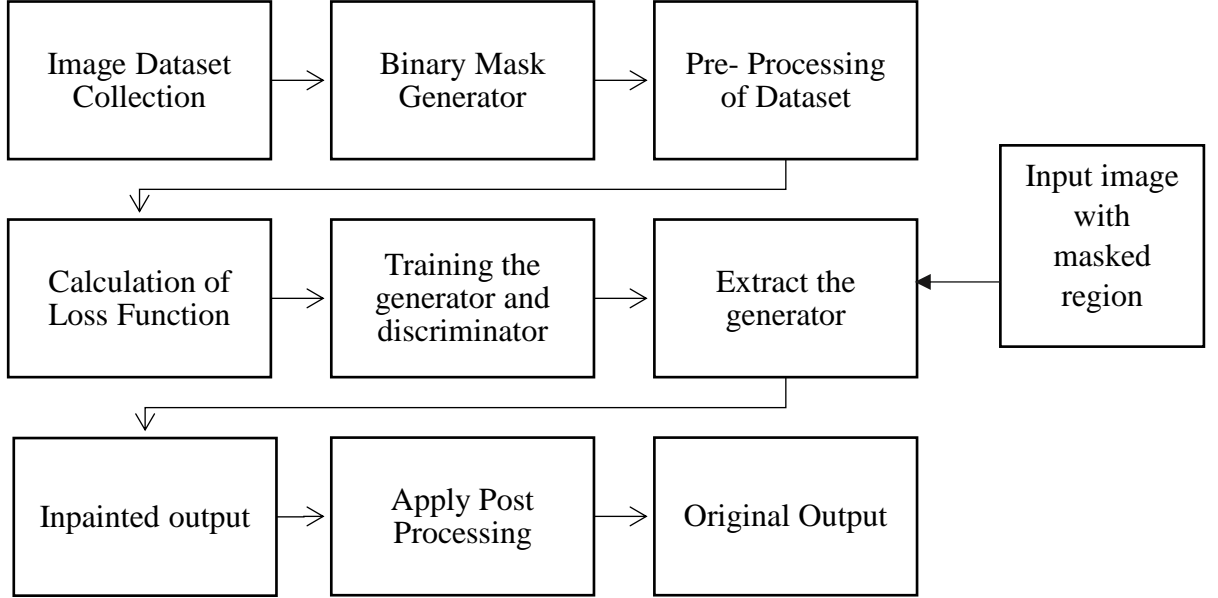 Image Dataset
Collection
Binary Mask
Generator
Pre- Processing
of Dataset
Input image
with
masked
region
Calculation of
Loss Function
Training the
generator and
discriminator
Extract the
generator
Inpainted output
Apply Post
Processing
Original Output